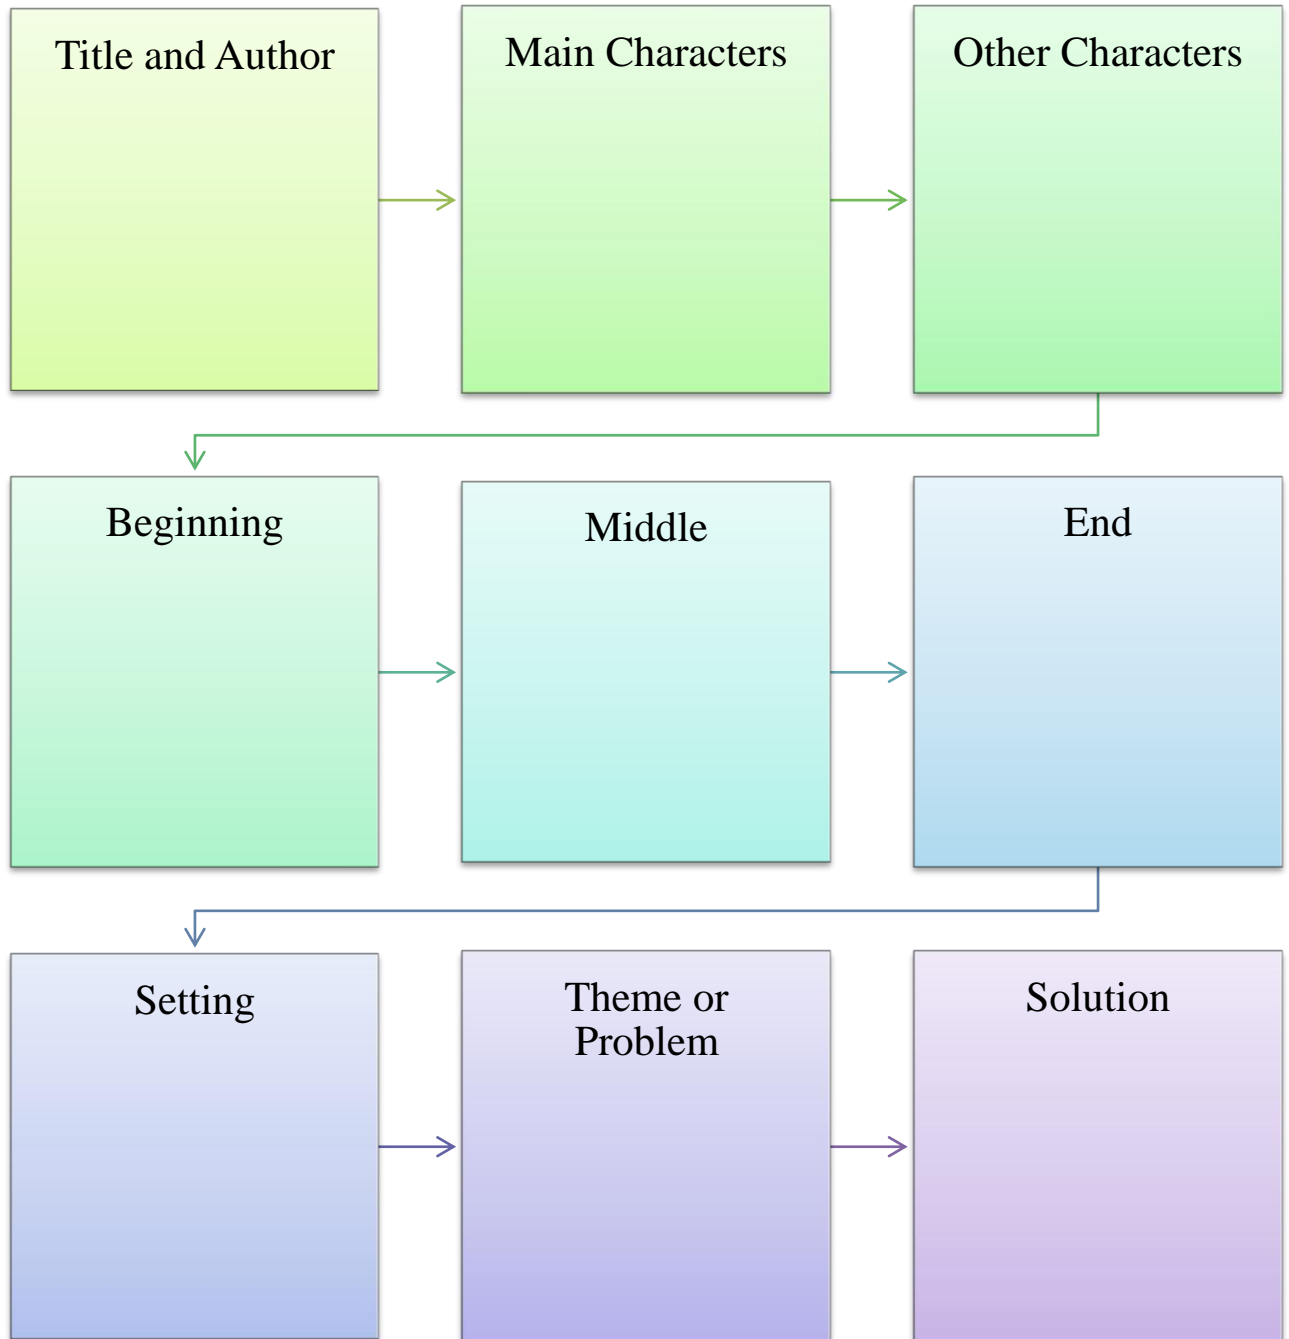 Title and Author
Main Characters
Other Characters
Beginning
Middle
End
Setting
Theme or
Problem
Solution